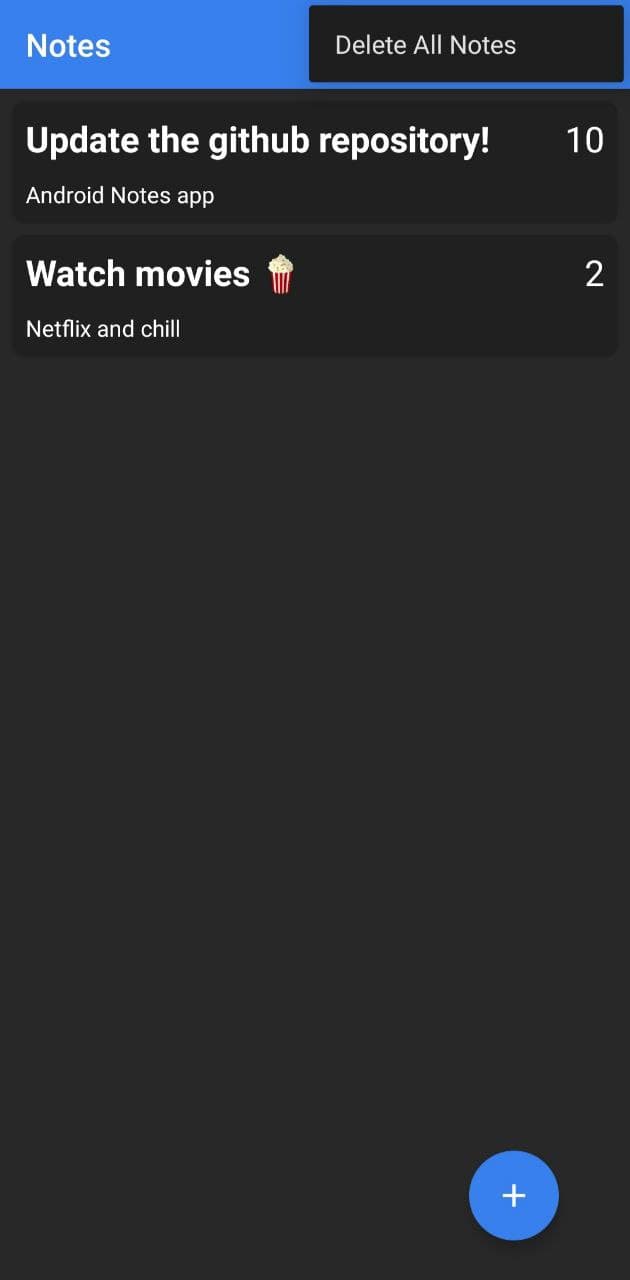 Notes
Delete All Notes
Update the github repository! 10
Android Notes app
Watch movies 🍿 2
Netflix and chill
+